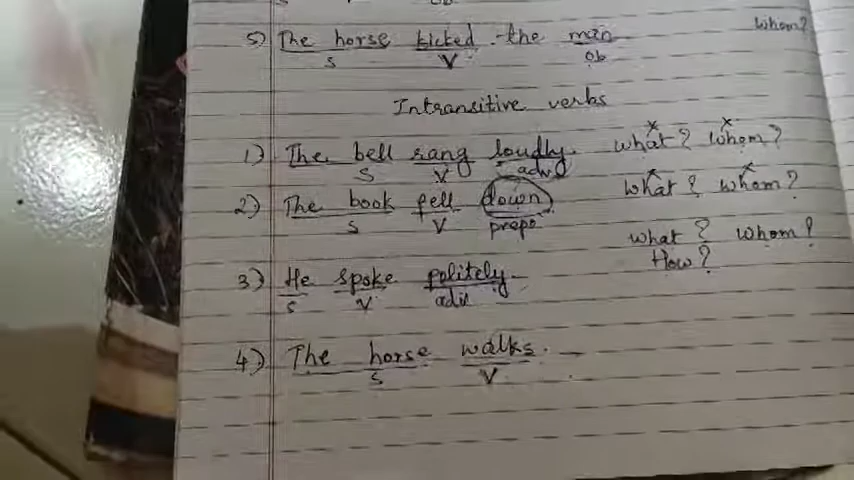 5) The horse kicked the man whom?
S V ob
Intransitive verbs
1) The bell rang loudly. what? whom?
S V adv
2) The book fell down what? whom?
S V prepo
3) He spoke politely. what? whom?
How?
S V adv
4) The horse walks.
S V